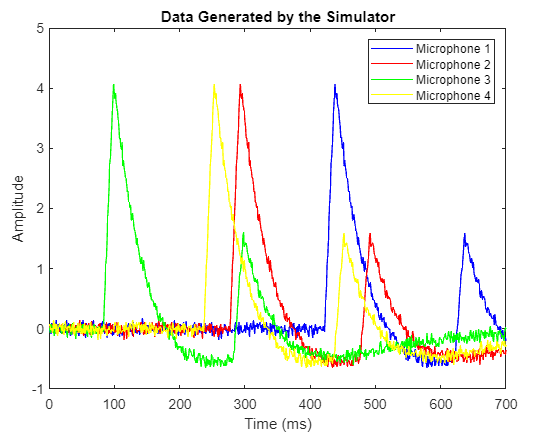 Data Generated by the Simulator
5
4
3
2
1
0
-1
Amplitude
Microphone 1
Microphone 2
Microphone 3
Microphone 4
0 100 200 300 400 500 600 700
Time (ms)